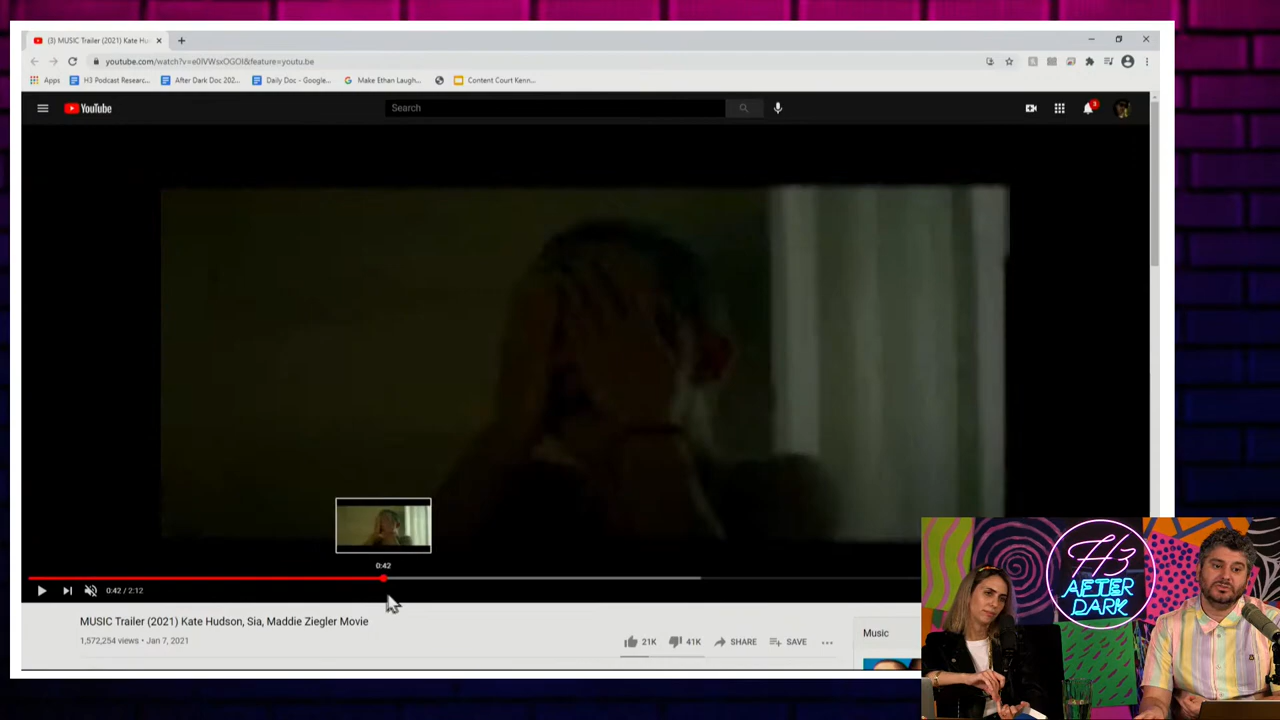 (3) MUSIC Trailer (2021) Kate Hu
youtube.com/watch?v=e0IVWsxOGOI&feature=youtu.be
Apps H3 Podcast Researc... After Dark Doc 202... Daily Doc - Google... Make Ethan Laugh... Content Court Kenn...
YouTube Search 3
0:42
0:42 / 2:12
MUSIC Trailer (2021) Kate Hudson, Sia, Maddie Ziegler Movie
1,572,254 views • Jan 7, 2021 21K 41K SHARE SAVE
Music
H3
AFTER
DARK